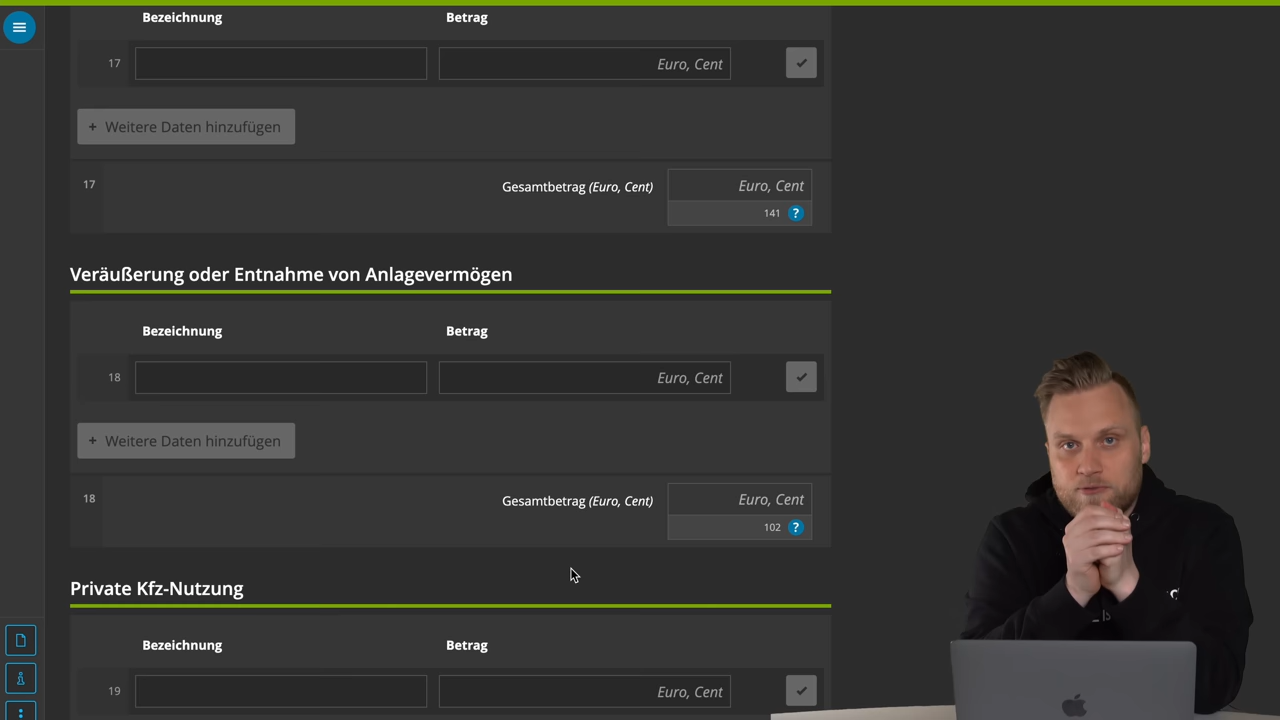 Bezeichnung Betrag
17 Euro, Cent
+ Weitere Daten hinzufügen
17 Gesamtbetrag (Euro, Cent) Euro, Cent
141 ?
Veräußerung oder Entnahme von Anlagevermögen
Bezeichnung Betrag
18 Euro, Cent
+ Weitere Daten hinzufügen
18 Gesamtbetrag (Euro, Cent) Euro, Cent
102 ?
Private Kfz-Nutzung
Bezeichnung Betrag
19 Euro, Cent